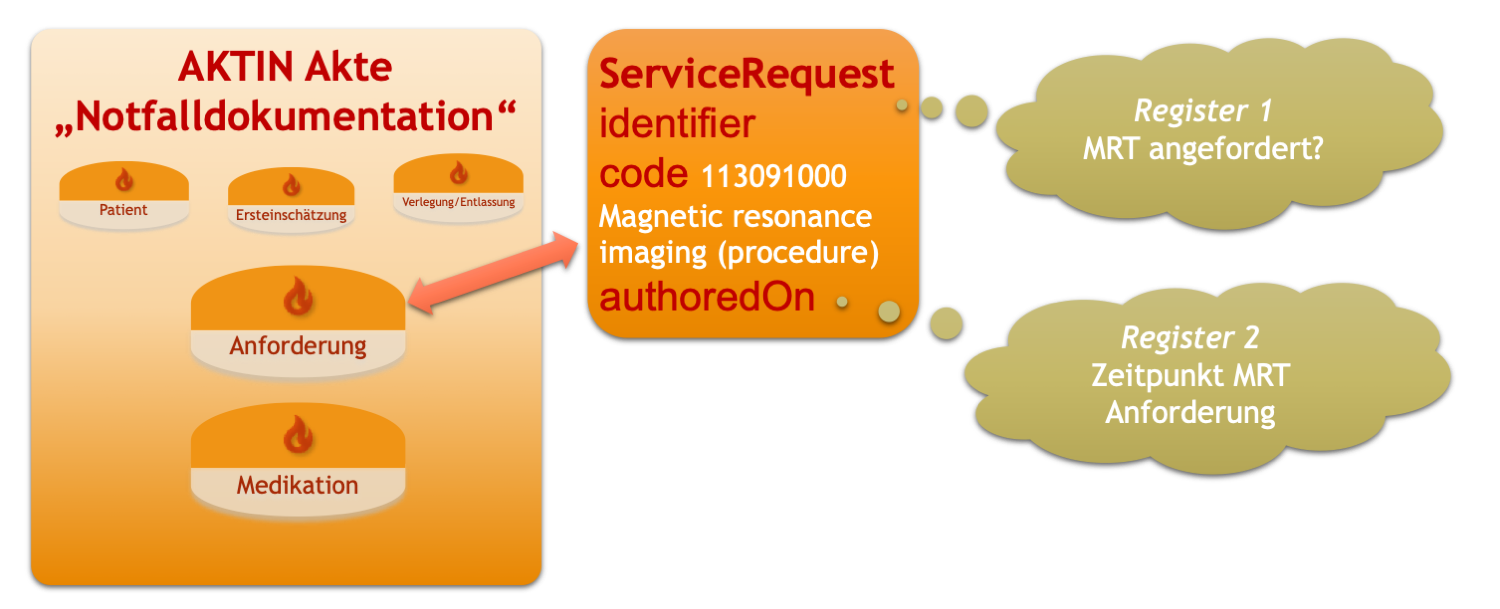 AKTIN Akte
„Notfalldokumentation“
Patient
Ersteinschätzung
Verlegung/Entlassung
Anforderung
Medikation
ServiceRequest
identifier
code 113091000
Magnetic resonance
imaging (procedure)
authoredOn
Register 1
MRT angefordert?
Register 2
Zeitpunkt MRT
Anforderung